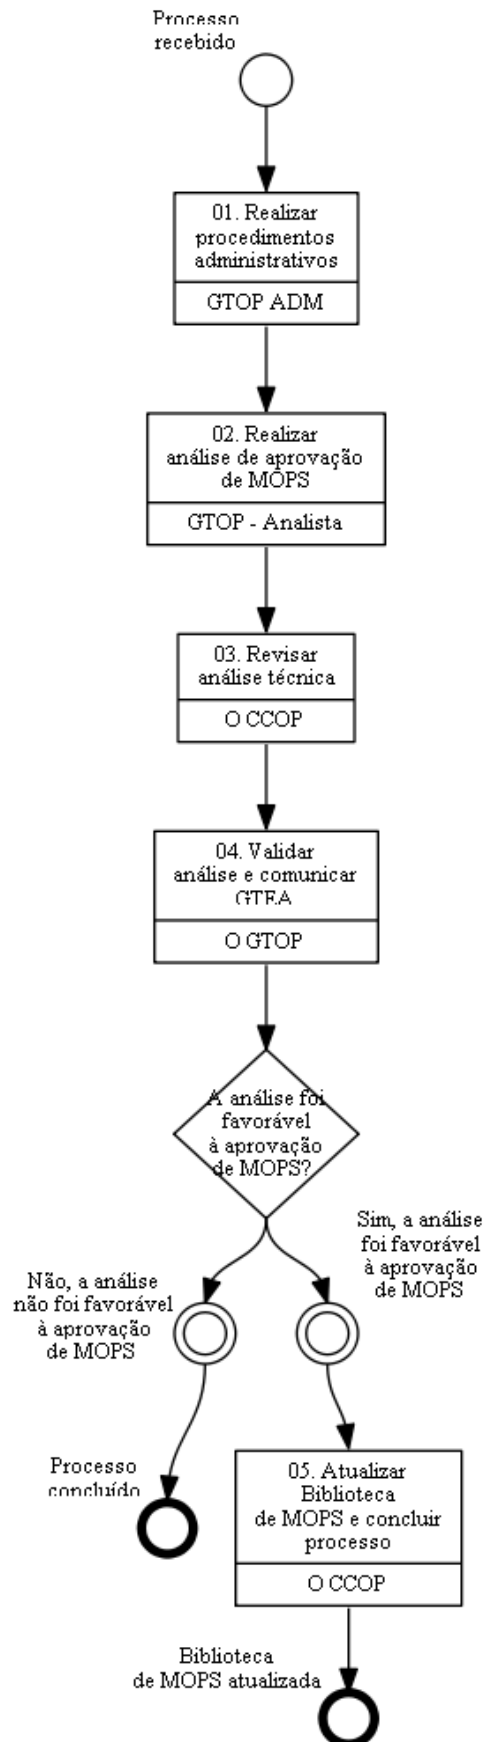 Processo
recebido
01. Realizar
procedimentos
administrativos
GTOP ADM
02. Realizar
análise de aprovação
de MOPS
GTOP - Analista
03. Revisar
análise técnica
O CCOP
04. Validar
análise e comunicar
GTEA
O GTOP
A análise foi
favorável
à aprovação
de MOPS?
Sim, a análise
foi favorável
à aprovação
de MOPS
Não, a análise
não foi favorável
à aprovação
de MOPS
Processo
concluído
05. Atualizar
Biblioteca
de MOPS e concluir
processo
O CCOP
Biblioteca
de MOPS atualizada